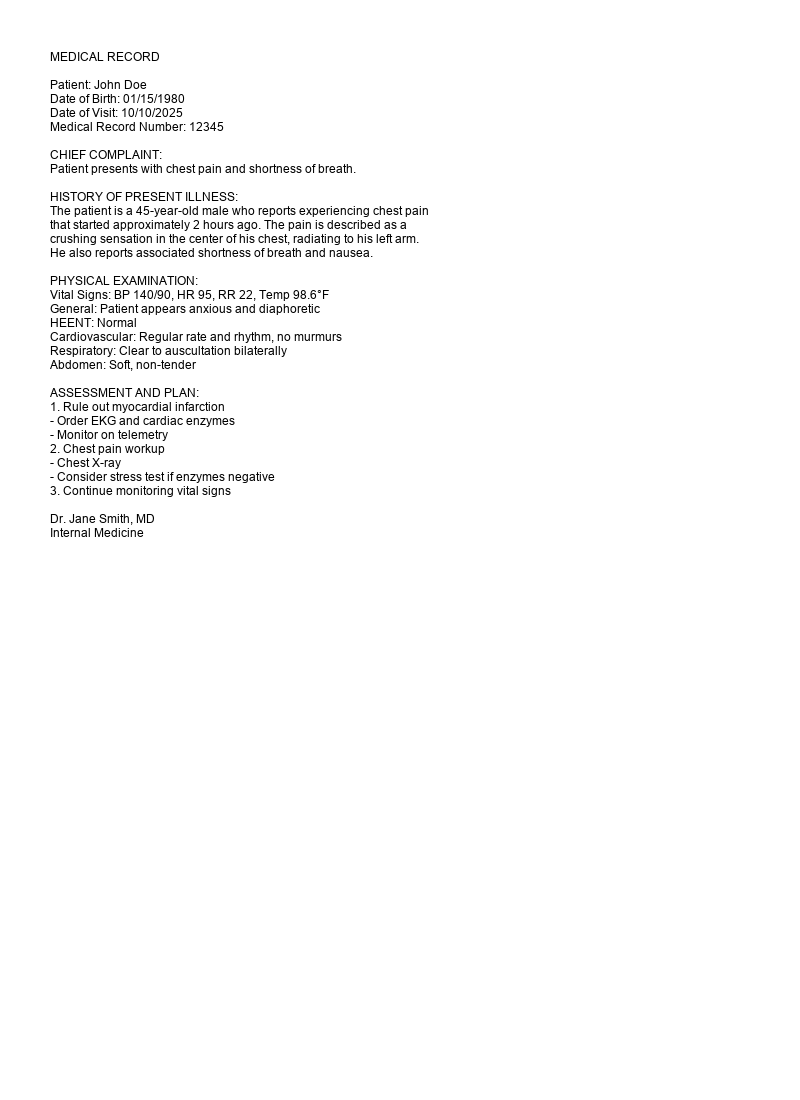 MEDICAL RECORD
Patient: John Doe
Date of Birth: 01/15/1980
Date of Visit: 10/10/2025
Medical Record Number: 12345
CHIEF COMPLAINT:
Patient presents with chest pain and shortness of breath.
HISTORY OF PRESENT ILLNESS:
The patient is a 45-year-old male who reports experiencing chest pain
that started approximately 2 hours ago. The pain is described as a
crushing sensation in the center of his chest, radiating to his left arm.
He also reports associated shortness of breath and nausea.
PHYSICAL EXAMINATION:
Vital Signs: BP 140/90, HR 95, RR 22, Temp 98.6°F
General: Patient appears anxious and diaphoretic
HEENT: Normal
Cardiovascular: Regular rate and rhythm, no murmurs
Respiratory: Clear to auscultation bilaterally
Abdomen: Soft, non-tender
ASSESSMENT AND PLAN:
1. Rule out myocardial infarction
- Order EKG and cardiac enzymes
- Monitor on telemetry
2. Chest pain workup
- Chest X-ray
- Consider stress test if enzymes negative
3. Continue monitoring vital signs
Dr. Jane Smith, MD
Internal Medicine